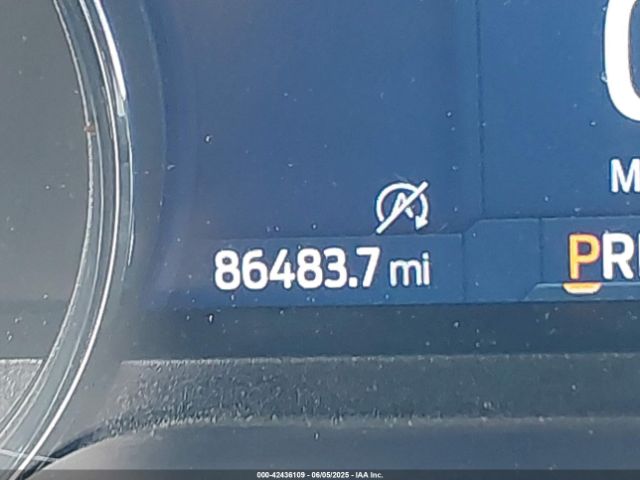 M
86483.7 mi
PR
000-42436109 - 06/05/2025 - IAA Inc.